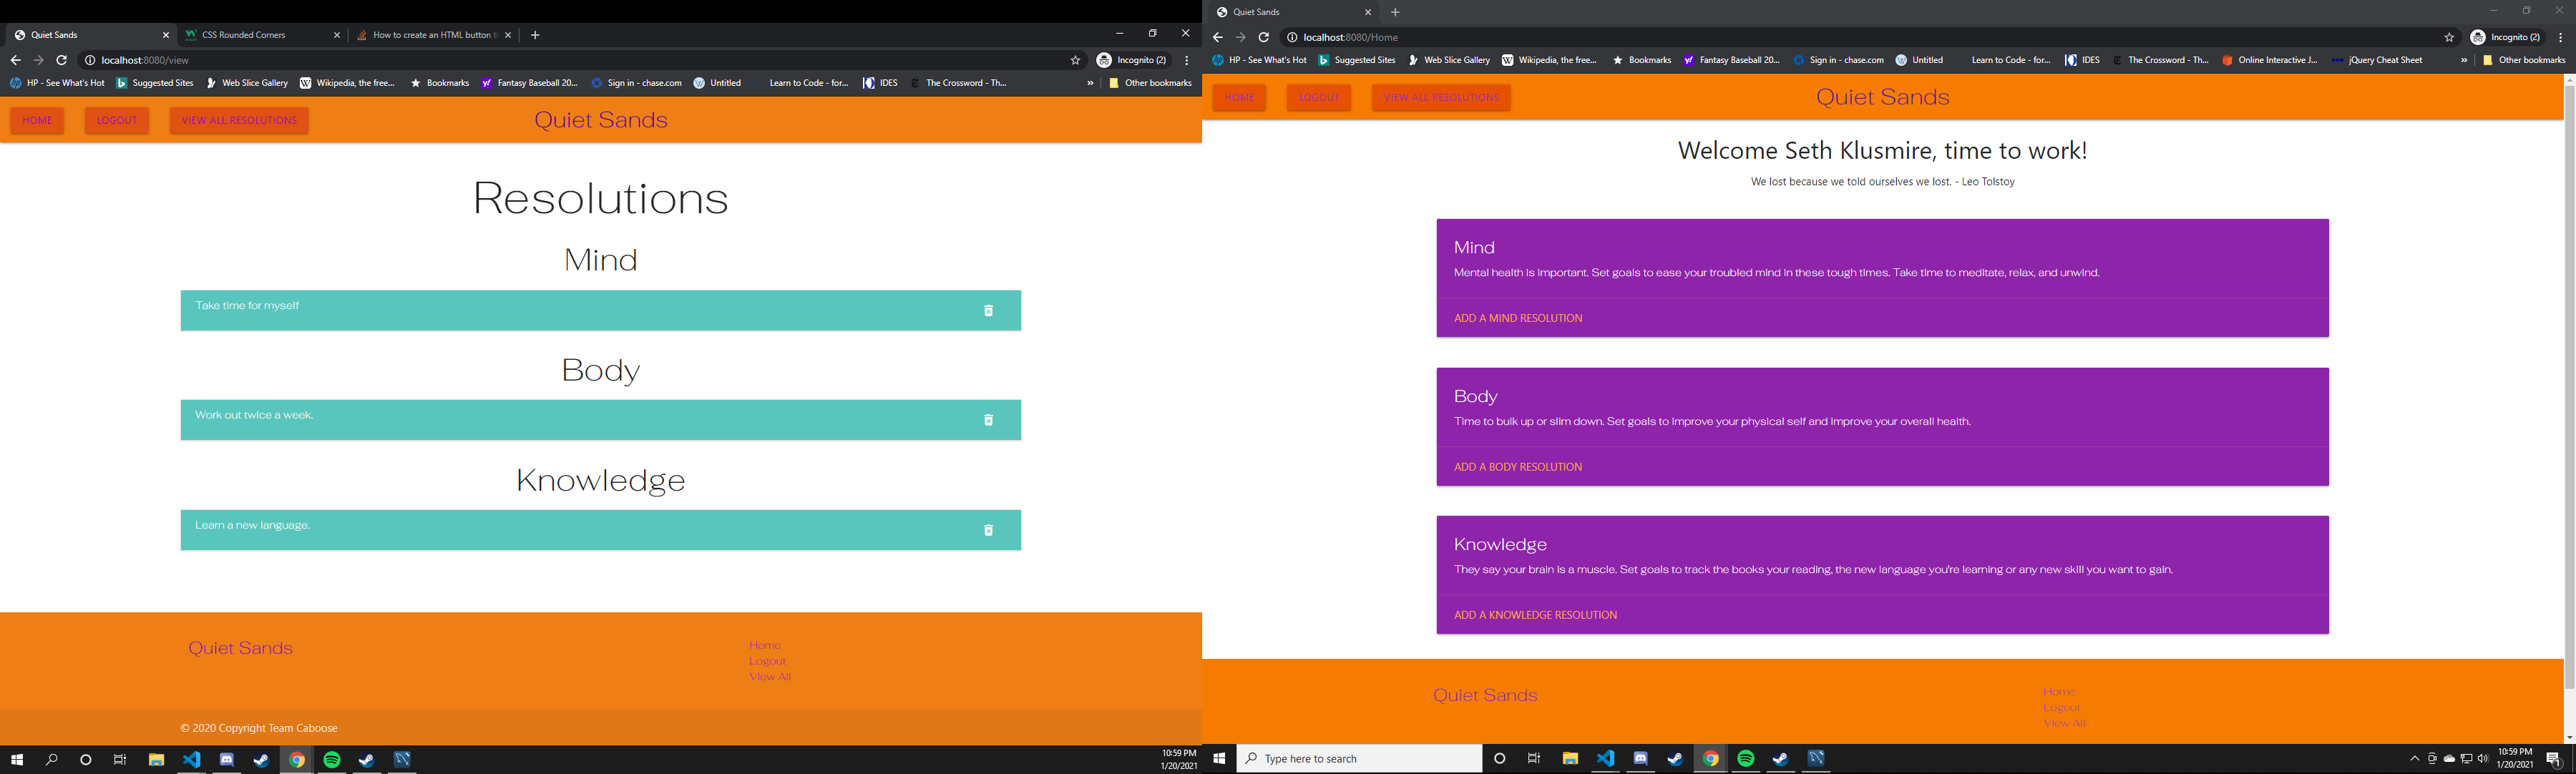 Quiet Sands
CSS Rounded Corners
How to create an HTML button t
localhost:8080/view
Incognito (2)
HP - See What's Hot
Suggested Sites
Web Slice Gallery
Wikipedia, the free...
Bookmarks
Fantasy Baseball 20...
Sign in - chase.com
Untitled
Learn to Code - for...
IDES
The Crossword - Th...
»
Other bookmarks
HOME
LOGOUT
VIEW ALL RESOLUTIONS
Quiet Sands
Resolutions
Mind
Take time for myself
Body
Work out twice a week.
Knowledge
Learn a new language.
Quiet Sands
Home
Logout
View All
© 2020 Copyright Team Caboose
10:59 PM
1/20/2021
Quiet Sands
localhost:8080/Home
Incognito (2)
HP - See What's Hot
Suggested Sites
Web Slice Gallery
Wikipedia, the free...
Bookmarks
Fantasy Baseball 20...
Sign in - chase.com
Untitled
Learn to Code - for...
IDES
The Crossword - Th...
Online Interactive J...
jQuery Cheat Sheet
»
Other bookmarks
HOME
LOGOUT
VIEW ALL RESOLUTIONS
Quiet Sands
Welcome Seth Klusmire, time to work!
We lost because we told ourselves we lost. - Leo Tolstoy
Mind
Mental health is important. Set goals to ease your troubled mind in these tough times. Take time to meditate, relax, and unwind.
ADD A MIND RESOLUTION
Body
Time to bulk up or slim down. Set goals to improve your physical self and improve your overall health.
ADD A BODY RESOLUTION
Knowledge
They say your brain is a muscle. Set goals to track the books your reading, the new language you're learning or any new skill you want to gain.
ADD A KNOWLEDGE RESOLUTION
Quiet Sands
Home
Logout
View All
Type here to search
10:59 PM
1/20/2021
1